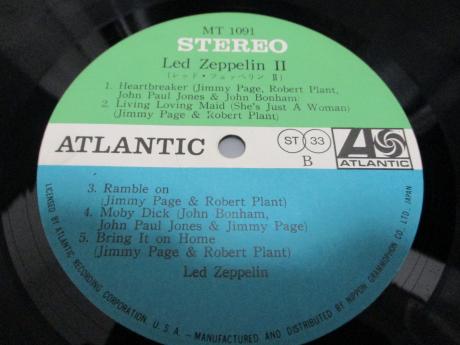 MT 1091
STEREO
Led Zeppelin II
(レッド・ツェッペリン II)
1. Heartbreaker (Jimmy Page, Robert Plant,
John Paul Jones & John Bonham)
2. Living Loving Maid (She's Just A Woman)
(Jimmy Page & Robert Plant)
ATLANTIC
ST 33
B
ATLANTIC
3. Ramble on
(Jimmy Page & Robert Plant)
4. Moby Dick (John Bonham,
John Paul Jones & Jimmy Page)
5. Bring It on Home
(Jimmy Page & Robert Plant)
Led Zeppelin
LICENSED BY ATLANTIC RECORDING CORPORATION, U.S.A. - MANUFACTURED AND DISTRIBUTED BY NIPPON GRAMMOPHON CO. LTD. JAPAN